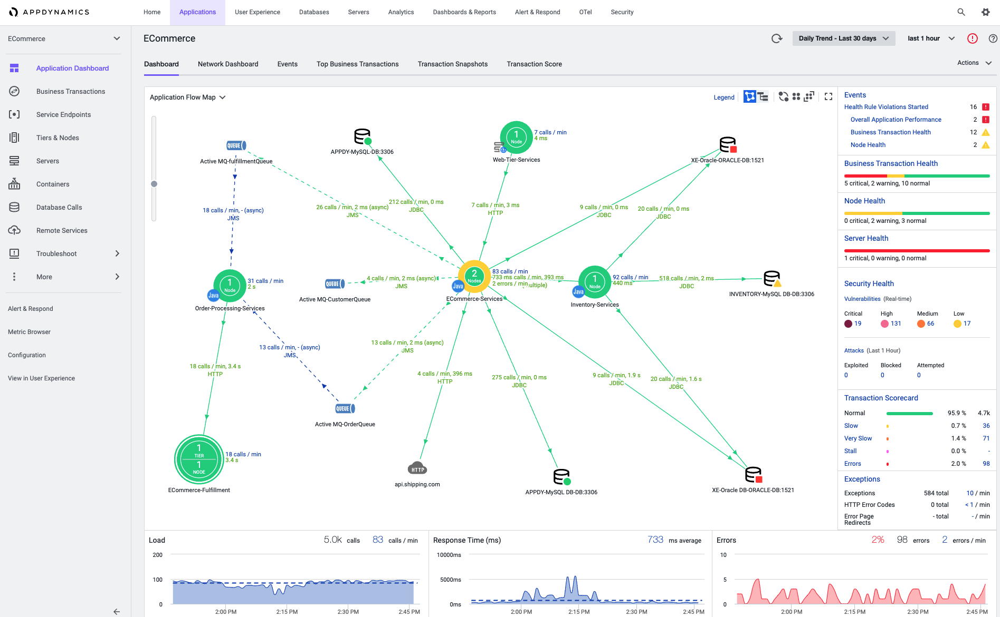 APPDYNAMICS
Home
Applications
User Experience
Databases
Servers
Analytics
Dashboards & Reports
Alert & Respond
OTel
Security
ECommerce
Application Dashboard
Business Transactions
Service Endpoints
Tiers & Nodes
Servers
Containers
Database Calls
Remote Services
Troubleshoot
More
Alert & Respond
Metric Browser
Configuration
View in User Experience
ECommerce
Daily Trend - Last 30 days
last 1 hour
Dashboard
Network Dashboard
Events
Top Business Transactions
Transaction Snapshots
Transaction Score
Actions
Application Flow Map
Legend
QUEUE
Active MQ-fulfillmentQueue
APPDY-MySQL-DB:3306
1
Node
7 calls / min
4 ms
Web-Tier-Services
XE-Oracle-ORACLE-DB:1521
18 calls / min, - (async)
JMS
26 calls / min, 2 ms (async)
JMS
212 calls / min, 0 ms
JDBC
7 calls / min, 3 ms
HTTP
9 calls / min, 0 ms
JDBC
20 calls / min, 0 ms
JDBC
1
Node
Java
31 calls / min
2 s
Order-Processing-Services
QUEUE
Active MQ-CustomerQueue
4 calls / min, 2 ms (async)
JMS
2
Nodes
Java
83 calls / min
733 ms
calls / min, 393 ms
2 errors / min
(multiple)
ECommerce-Services
1
Node
Java
92 calls / min
440 ms
Inventory-Services
518 calls / min, 2 ms
JDBC
INVENTORY-MySQL DB-DB:3306
13 calls / min, - (async)
JMS
13 calls / min, 2 ms (async)
JMS
18 calls / min, 3.4 s
HTTP
4 calls / min, 396 ms
HTTP
275 calls / min, 0 ms
JDBC
9 calls / min, 1.9 s
JDBC
20 calls / min, 1.6 s
JDBC
QUEUE
Active MQ-OrderQueue
1
TIER
1
NODE
18 calls / min
3.4 s
ECommerce-Fulfillment
HTTP
api.shipping.com
APPDY-MySQL DB-DB:3306
XE-Oracle DB-ORACLE-DB:1521
Events
Health Rule Violations Started 16
Overall Application Performance 2
Business Transaction Health 12
Node Health 2
Business Transaction Health
5 critical, 2 warning, 10 normal
Node Health
0 critical, 2 warning, 3 normal
Server Health
1 critical, 0 warning, 0 normal
Security Health
Vulnerabilities (Real-time)
Critical High Medium Low
19 131 66 17
Attacks (Last 1 Hour)
Exploited Blocked Attempted
0 0 0
Transaction Scorecard
Normal 95.9 % 4.7k
Slow 0.7 % 36
Very Slow 1.4 % 71
Stall 0.0 % -
Errors 2.0 % 98
Exceptions
Exceptions 584 total 10 / min
HTTP Error Codes 0 total < 1 / min
Error Page - total - / min
Redirects
Load 5.0k calls 83 calls / min
200
100
0
2:00 PM 2:15 PM 2:30 PM 2:45 PM
Response Time (ms) 733 ms average
10000ms
5000ms
0ms
2:00 PM 2:15 PM 2:30 PM 2:45 PM
Errors 2% 98 errors 2 errors / min
10
5
0
2:00 PM 2:15 PM 2:30 PM 2:45 PM